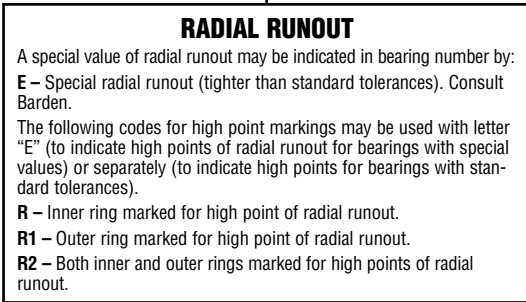 RADIAL RUNOUT
A special value of radial runout may be indicated in bearing number by:
E – Special radial runout (tighter than standard tolerances). Consult
Barden.
The following codes for high point markings may be used with letter
“E” (to indicate high points of radial runout for bearings with special
values) or separately (to indicate high points for bearings with stan-
dard tolerances).
R – Inner ring marked for high point of radial runout.
R1 – Outer ring marked for high point of radial runout.
R2 – Both inner and outer rings marked for high points of radial
runout.